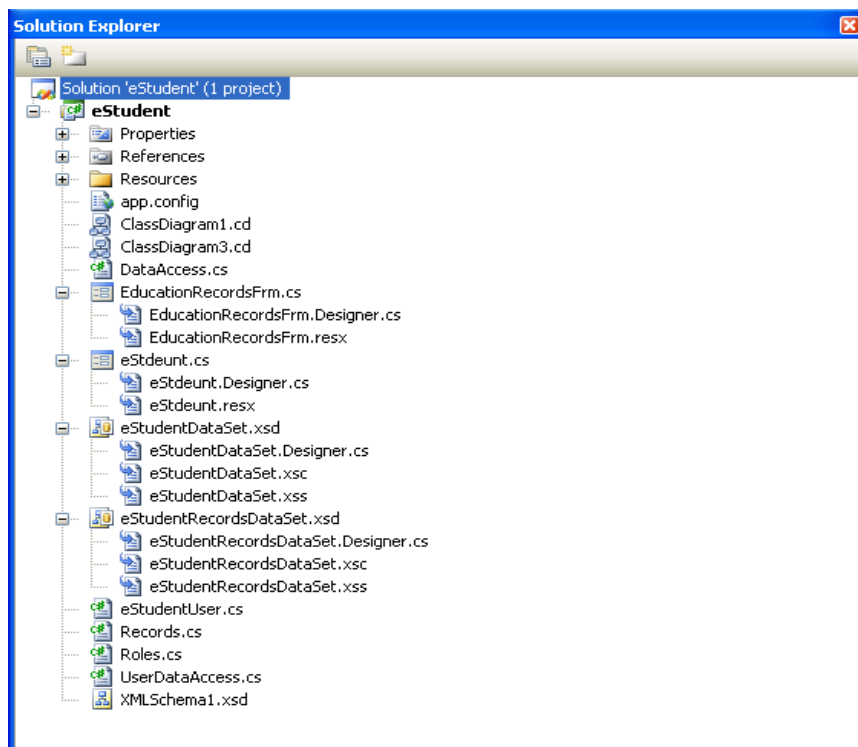 Solution Explorer
Solution 'eStudent' (1 project)
eStudent
Properties
References
Resources
app.config
ClassDiagram1.cd
ClassDiagram3.cd
DataAccess.cs
EducationRecordsFrm.cs
EducationRecordsFrm.Designer.cs
EducationRecordsFrm.resx
eStdeunt.cs
eStdeunt.Designer.cs
eStdeunt.resx
eStudentDataSet.xsd
eStudentDataSet.Designer.cs
eStudentDataSet.xsc
eStudentDataSet.xss
eStudentRecordsDataSet.xsd
eStudentRecordsDataSet.Designer.cs
eStudentRecordsDataSet.xsc
eStudentRecordsDataSet.xss
eStudentUser.cs
Records.cs
Roles.cs
UserDataAccess.cs
XMLSchema1.xsd